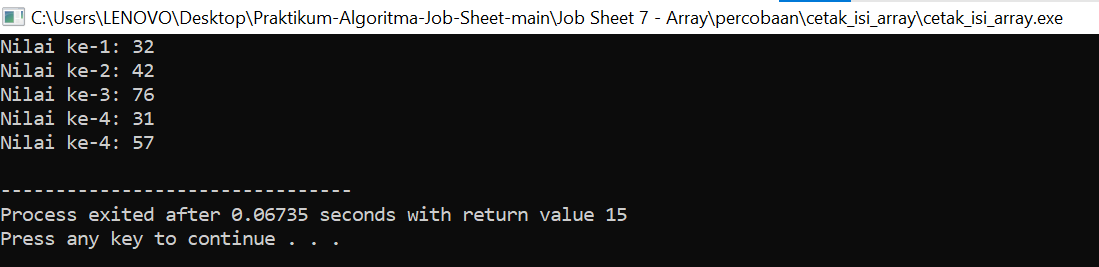 C:\Users\LENOVO\Desktop\Praktikum-Algoritma-Job-Sheet-main\Job Sheet 7 - Array\percobaan\cetak_isi_array\cetak_isi_array.exe
Nilai ke-1: 32
Nilai ke-2: 42
Nilai ke-3: 76
Nilai ke-4: 31
Nilai ke-4: 57
--------------------------------
Process exited after 0.06735 seconds with return value 15
Press any key to continue . . .